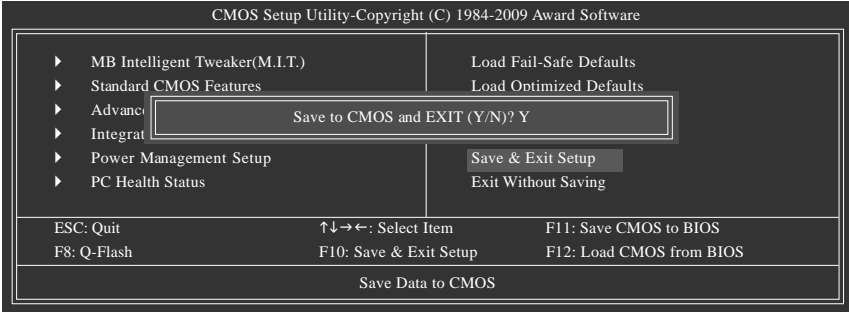 CMOS Setup Utility-Copyright (C) 1984-2009 Award Software
MB Intelligent Tweaker(M.I.T.)
Standard CMOS Features
Power Management Setup
PC Health Status
Load Fail-Safe Defaults
Load Optimized Defaults
Save to CMOS and EXIT (Y/N)? Y
Save & Exit Setup
Exit Without Saving
ESC: Quit
↑↓→←: Select Item
F11: Save CMOS to BIOS
F8: Q-Flash
F10: Save & Exit Setup
F12: Load CMOS from BIOS
Save Data to CMOS